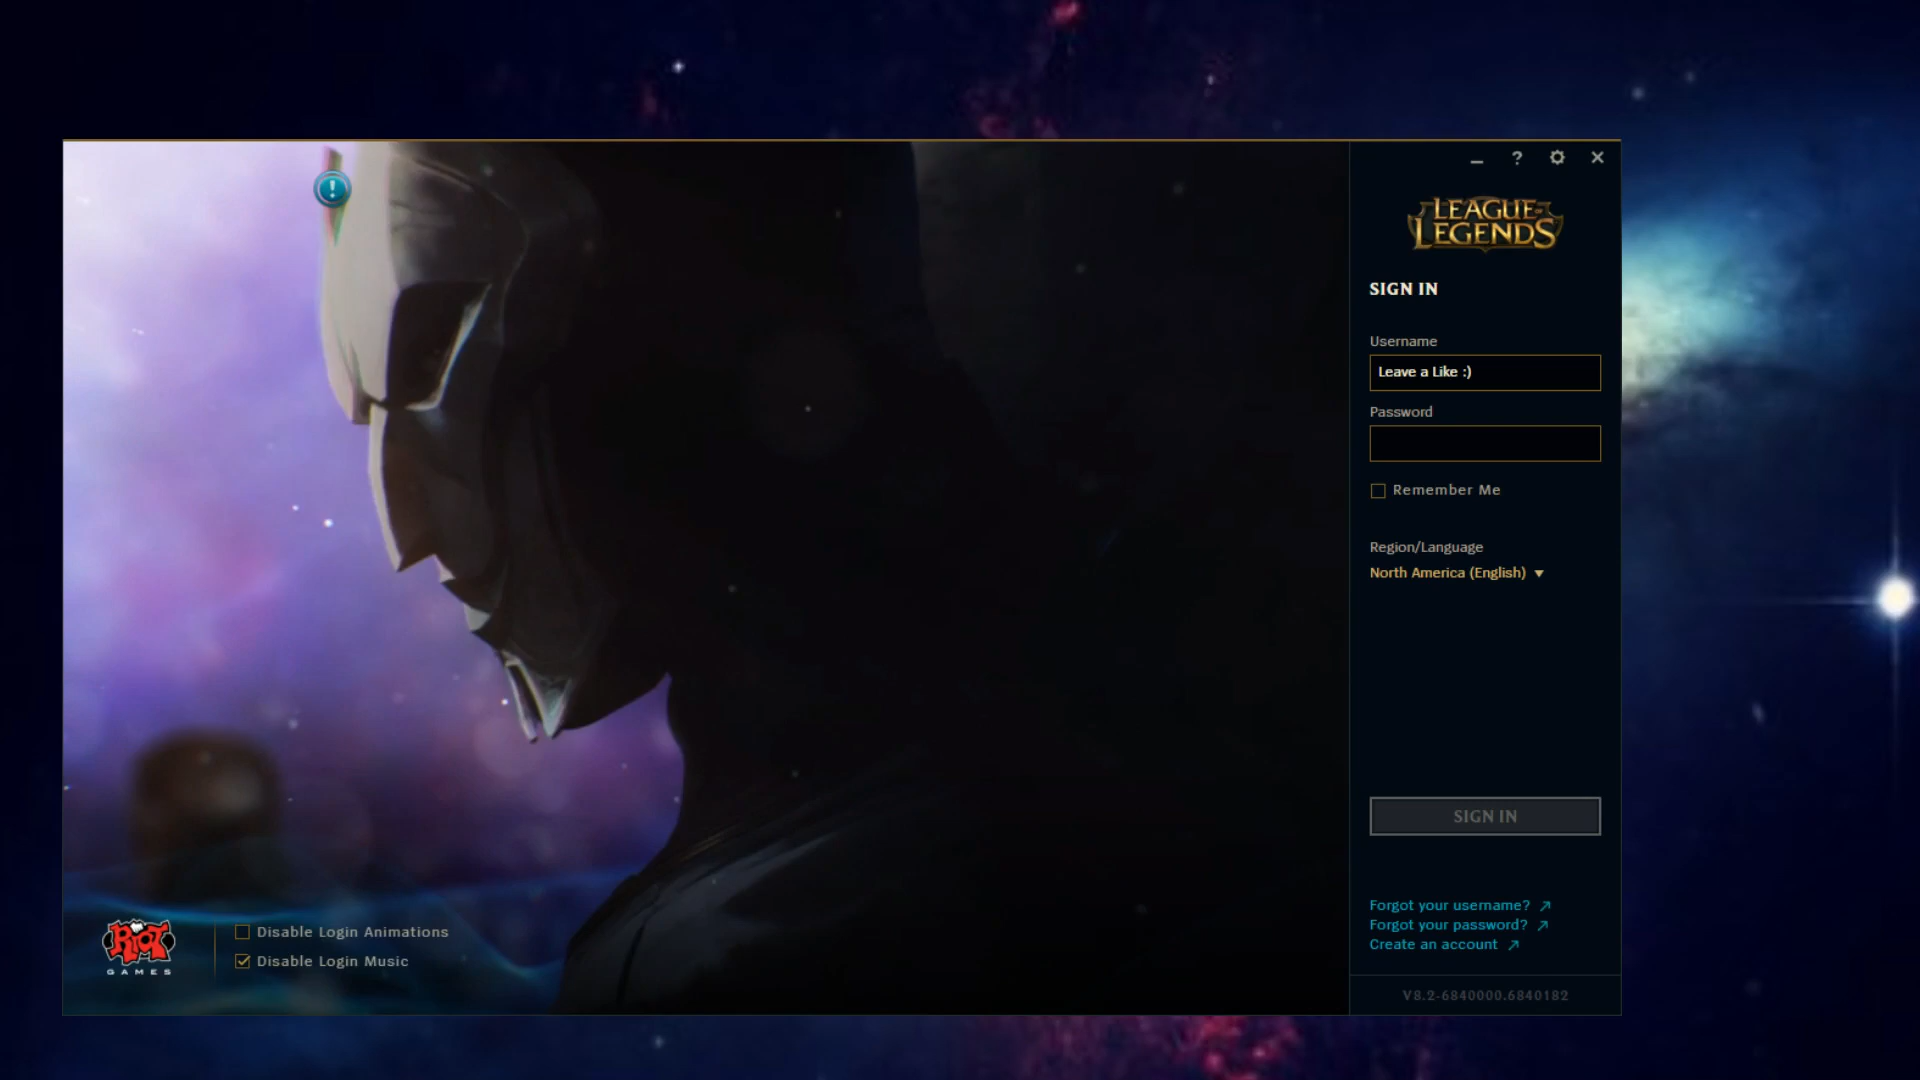 LEAGUE OF
LEGENDS
SIGN IN
Username
Leave a Like :)
Password
Remember Me
Region/Language
North America (English)
SIGN IN
Forgot your username?
Forgot your password?
Create an account
V8.2-6840000.6840182
RIOT
GAMES
Disable Login Animations
Disable Login Music